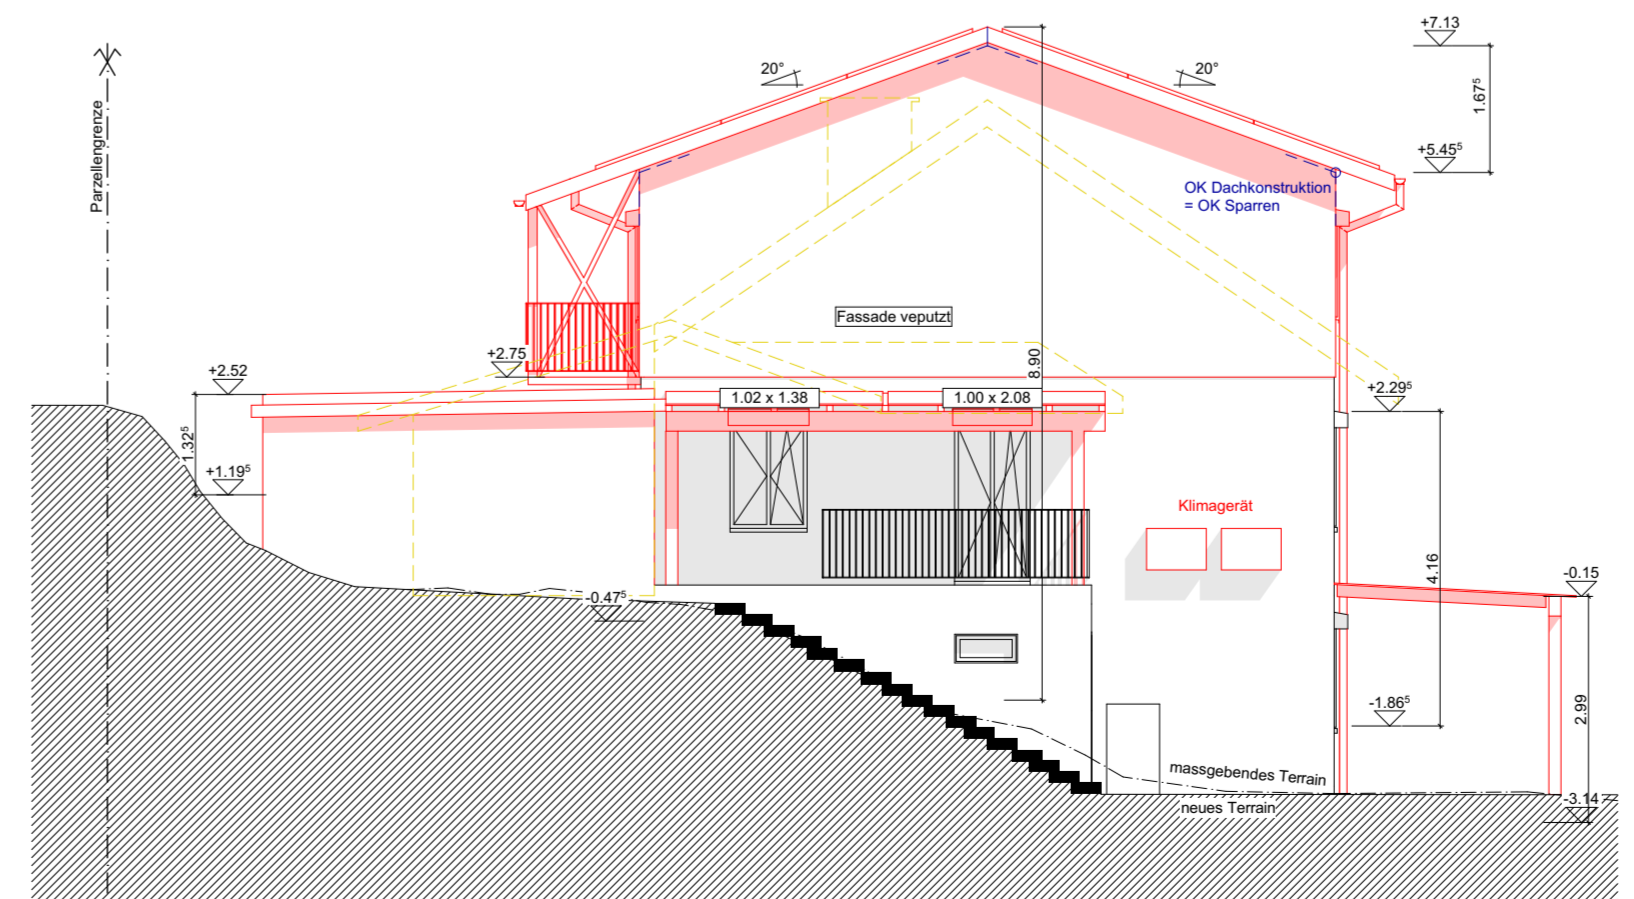 +7.13
20°
20°
1.67⁵
Parzellengrenze
+5.45⁵
OK Dachkonstruktion
= OK Sparren
Fassade veputzt
+2.75
8.90
+2.52
1.02 x 1.38
1.00 x 2.08
+2.29⁵
1.32⁵
+1.19⁵
Klimagerät
4.16
-0.15
-0.47⁵
-1.86⁵
2.99
massgebendes Terrain
neues Terrain
-3.14